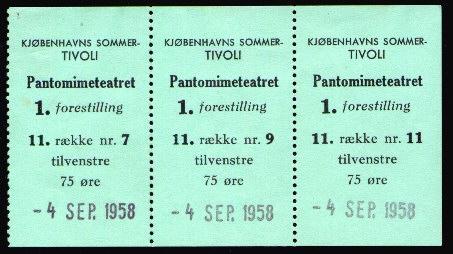 KJØBENHAVNS SOMMER-
TIVOLI
Pantomimeteatret
1. forestilling
11. række nr. 7
tilvenstre
75 øre
- 4 SEP. 1958
KJØBENHAVNS SOMMER-
TIVOLI
Pantomimeteatret
1. forestilling
11. række nr. 9
tilvenstre
75 øre
- 4 SEP. 1958
KJØBENHAVNS SOMMER-
TIVOLI
Pantomimeteatret
1. forestilling
11. række nr. 11
tilvenstre
75 øre
- 4 SEP. 1958